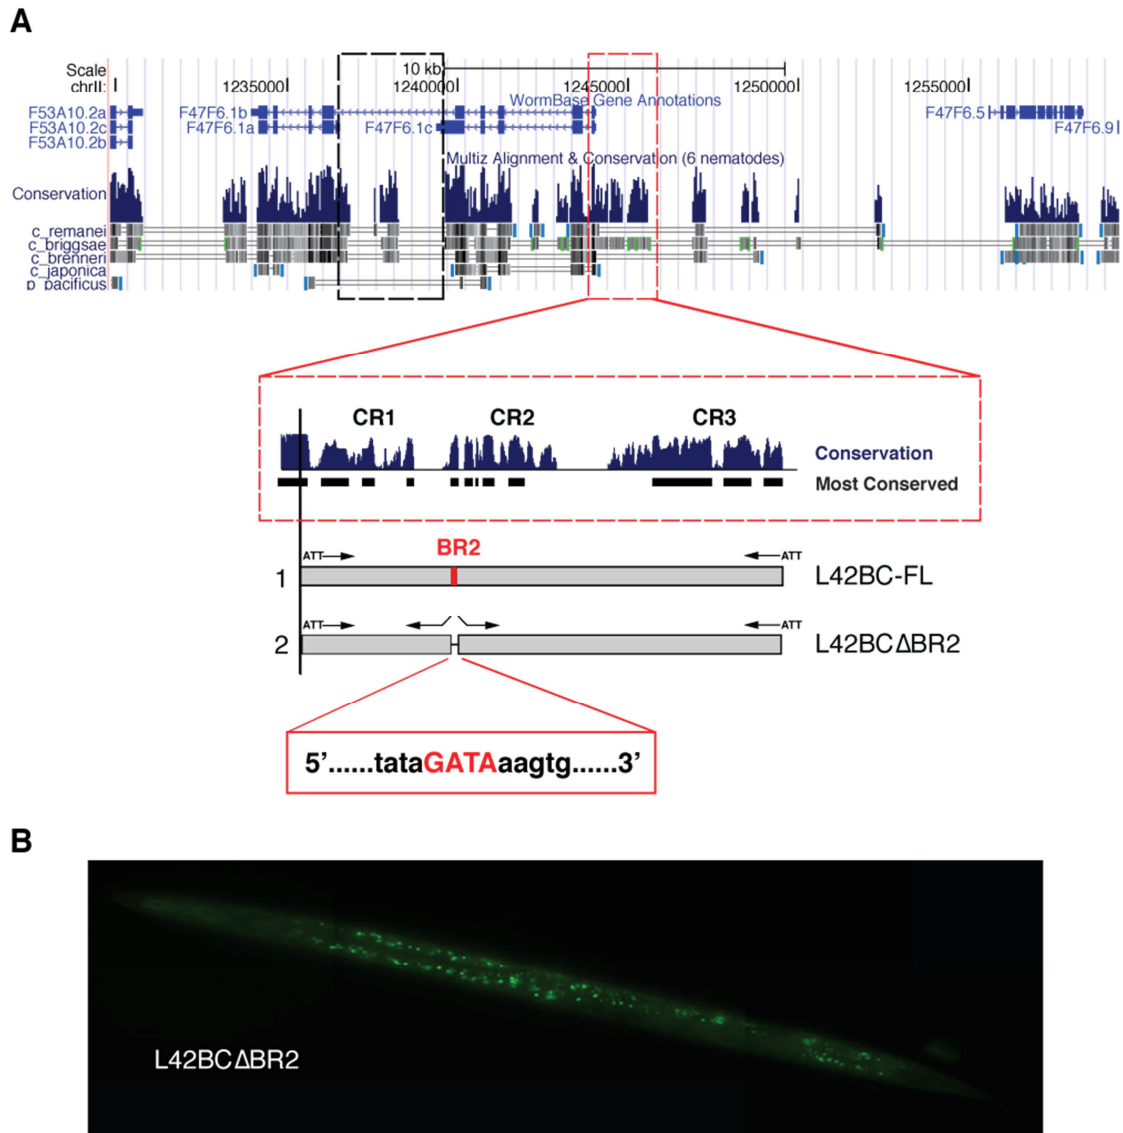 A
Scale
chrII:
10 kb
1235000
1240000
1245000
1250000
1255000
WormBase Gene Annotations
F53A10.2a
F53A10.2c
F53A10.2b
F47F6.1b
F47F6.1a
F47F6.1c
F47F6.5
F47F6.9
Multiz Alignment & Conservation (6 nematodes)
Conservation
c_remanei
c_briggsae
c_brenneri
c_japonica
p_pacificus
CR1 CR2 CR3
Conservation
Most Conserved
BR2
ATT ATT
1 L42BC-FL
ATT ATT
2 L42BCΔBR2
5’......tataGATAaagtg......3’
B
L42BCΔBR2